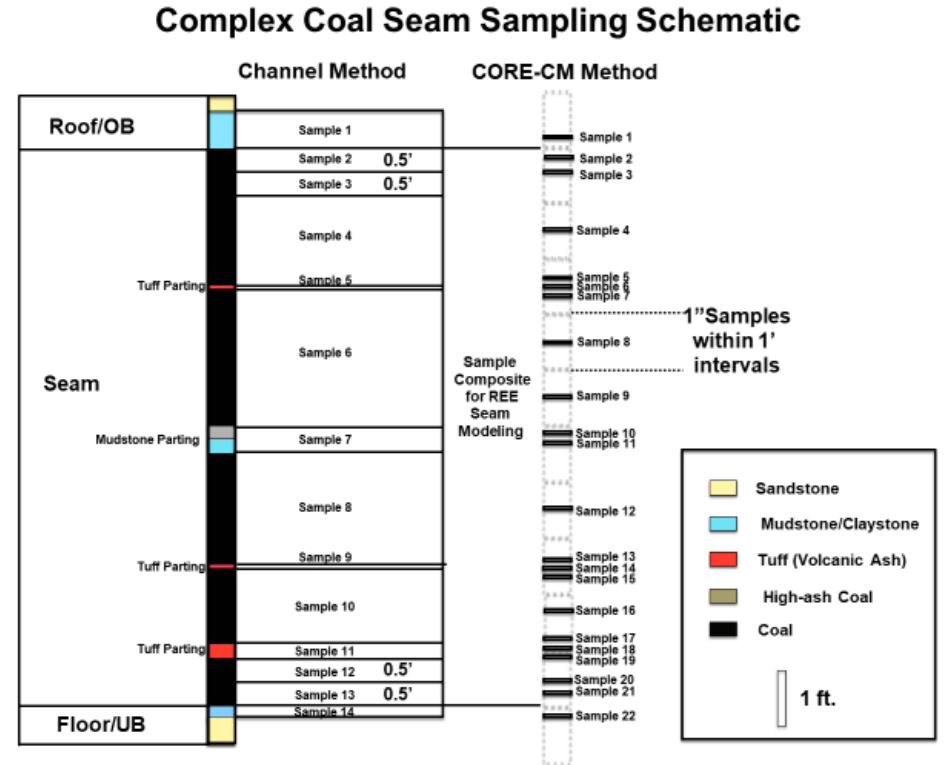 Complex Coal Seam Sampling Schematic
Channel Method
CORE-CM Method
Roof/OB
Sample 1
Sample 2 0.5'
Sample 3 0.5'
Sample 4
Tuff Parting
Sample 5
Sample 6
Seam
Mudstone Parting
Sample 7
Sample 8
Tuff Parting
Sample 9
Sample 10
Tuff Parting
Sample 11
Sample 12 0.5'
Sample 13 0.5'
Sample 14
Floor/UB
Sample
Composite
for REE
Seam
Modeling
Sample 1
Sample 2
Sample 3
Sample 4
Sample 5
Sample 6
Sample 7
Sample 8
Sample 9
Sample 10
Sample 11
Sample 12
Sample 13
Sample 14
Sample 15
Sample 16
Sample 17
Sample 18
Sample 19
Sample 20
Sample 21
Sample 22
1”Samples
within 1'
intervals
Sandstone
Mudstone/Claystone
Tuff (Volcanic Ash)
High-ash Coal
Coal
1 ft.